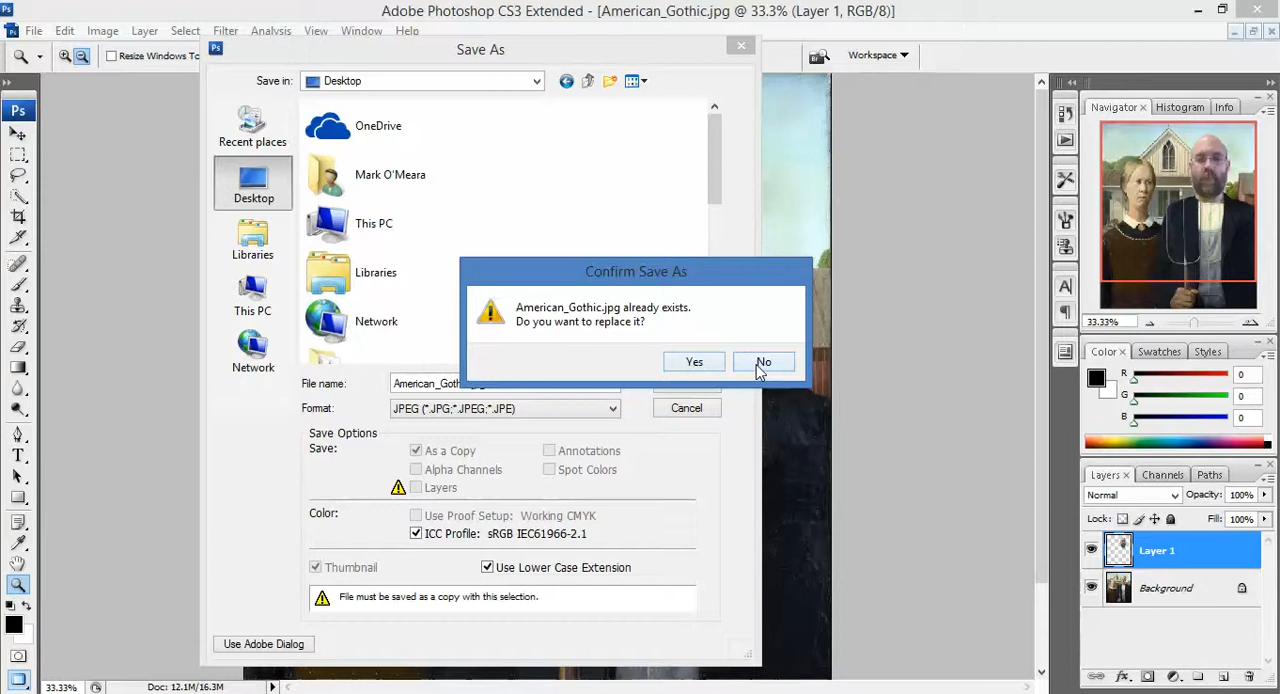 Ps Adobe Photoshop CS3 Extended - [American_Gothic.jpg @ 33.3% (Layer 1, RGB/8)]
Ps File Edit Image Layer Select Filter Analysis View Window Help
Resize Windows To
Workspace
Ps Save As
Save in: Desktop
Recent places
Desktop
Libraries
This PC
Network
OneDrive
Mark O'Meara
This PC
Libraries
Network
Confirm Save As
American_Gothic.jpg already exists.
Do you want to replace it?
Yes No
File name:
Format: JPEG (*.JPG;*.JPEG;*.JPE)
Cancel
Save Options
Save: As a Copy Annotations
Alpha Channels Spot Colors
Layers
Color: Use Proof Setup: Working CMYK
ICC Profile: sRGB IEC61966-2.1
Thumbnail Use Lower Case Extension
File must be saved as a copy with this selection.
Use Adobe Dialog
Ps
T
Navigator Histogram Info
33.33%
Color Swatches Styles
R 0
G 0
B 0
Layers Channels Paths
Normal Opacity: 100%
Lock: Fill: 100%
Layer 1
Background
fx
33.33% Doc: 12.1M/16.3M